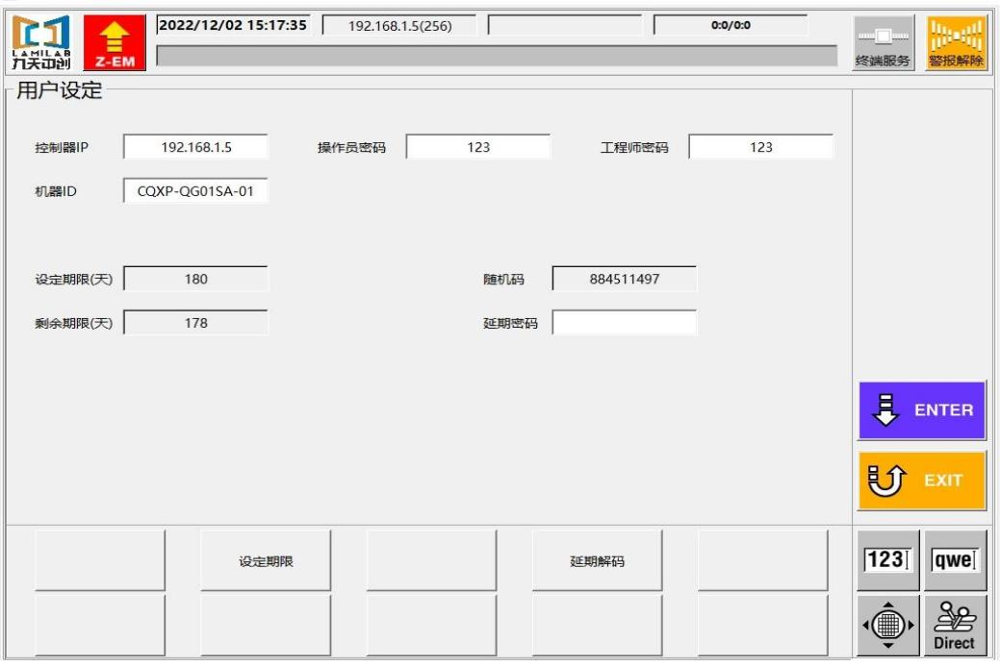 LAMILAB
九天中创
Z-EM
2022/12/02 15:17:35
192.168.1.5(256)
0:0/0:0
终端服务
警报解除
用户设定
控制器IP 192.168.1.5 操作员密码 123 工程师密码 123
机器ID CQXP-QG01SA-01
设定期限(天) 180 随机码 884511497
剩余期限(天) 178 延期密码
ENTER
EXIT
设定期限 延期解码
123 qwe
Direct